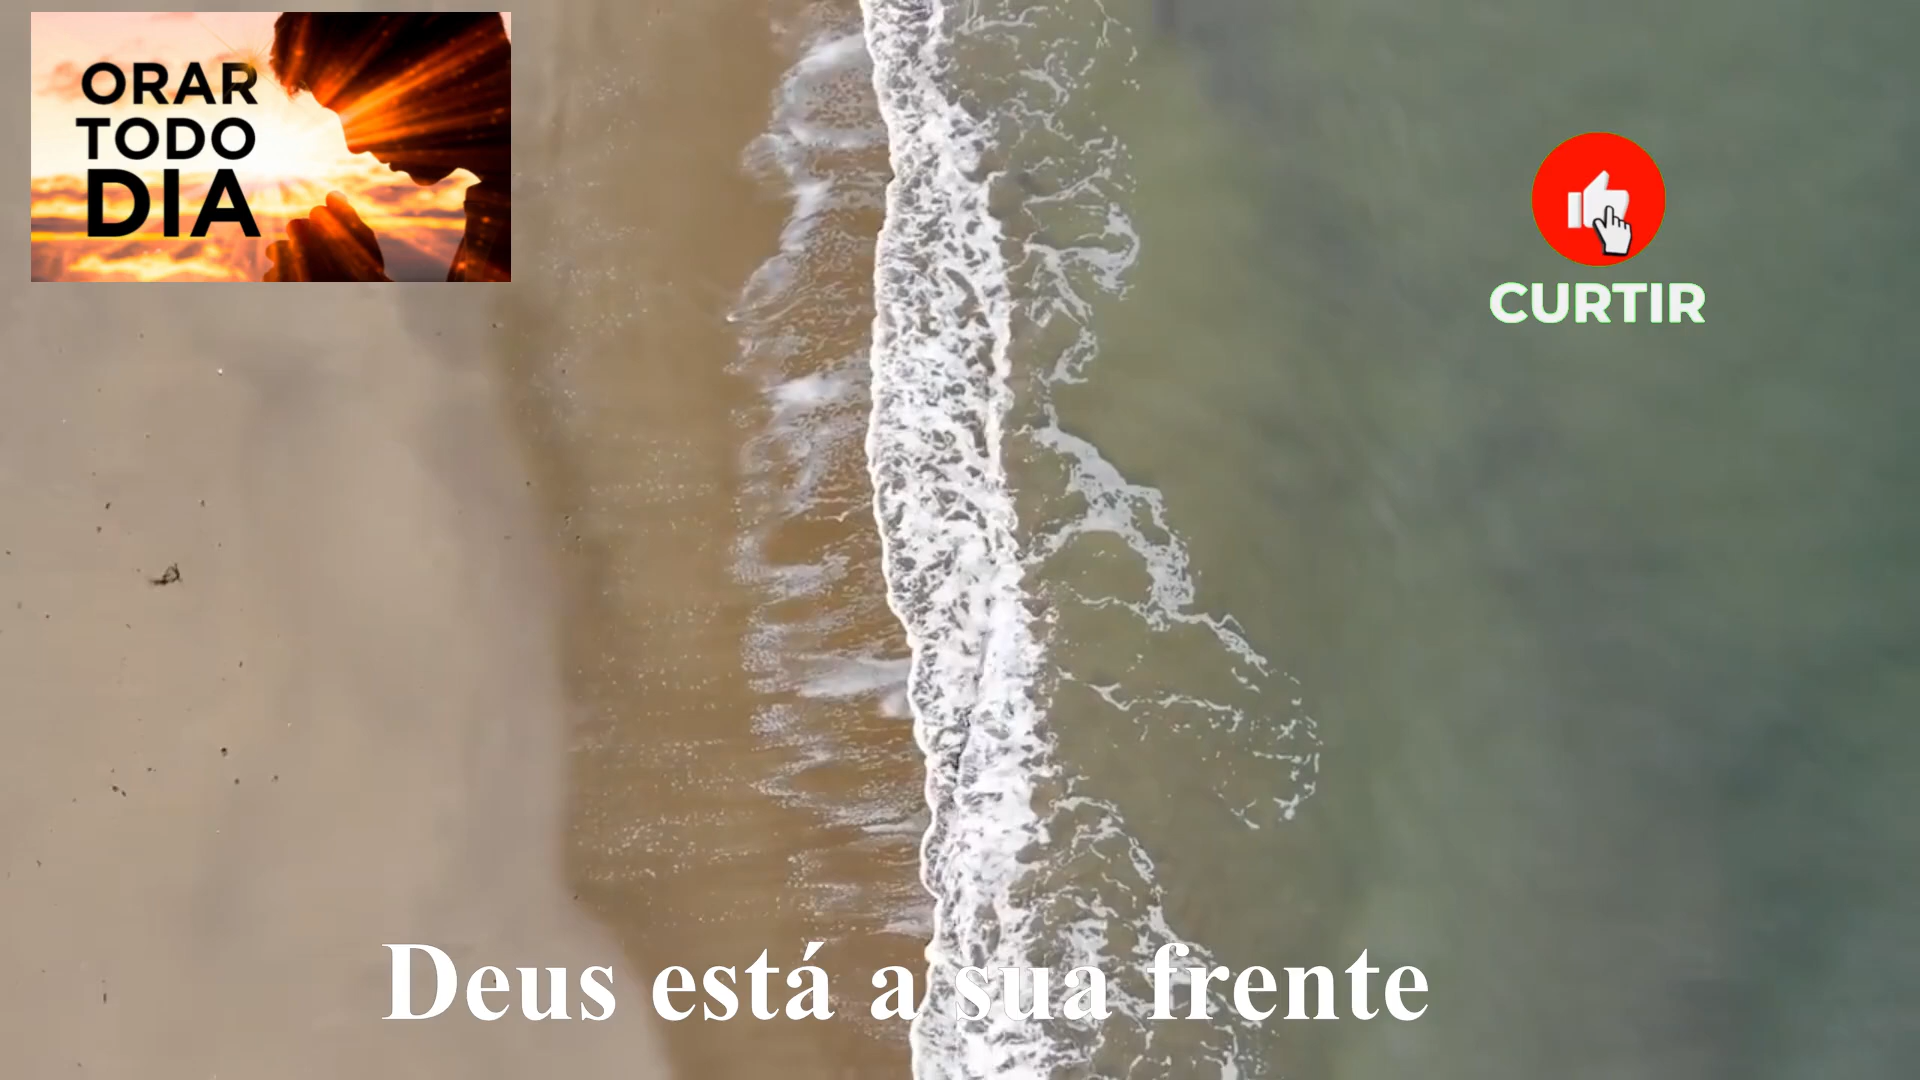 ORAR
TODO
DIA
CURTIR
Deus está a sua frente